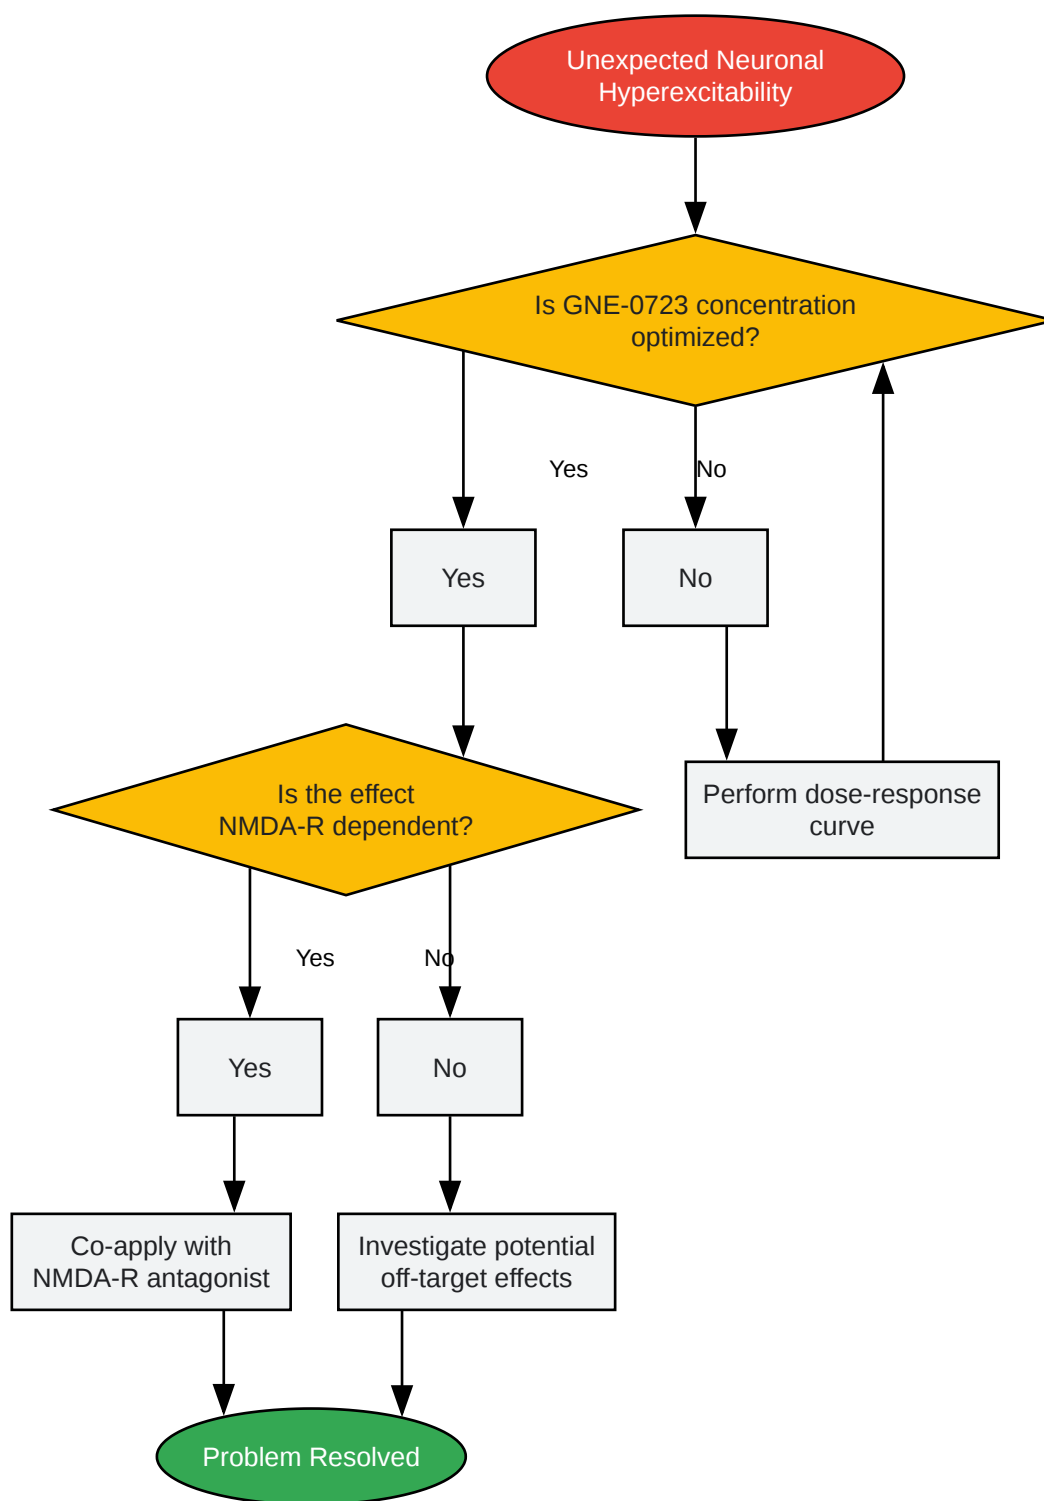 Unexpected Neuronal
Hyperexcitability
Is GNE-0723 concentration
optimized?
Yes
No
Yes
No
Is the effect
NMDA-R dependent?
Perform dose-response
curve
Yes
No
Yes
No
Co-apply with
NMDA-R antagonist
Investigate potential
off-target effects
Problem Resolved